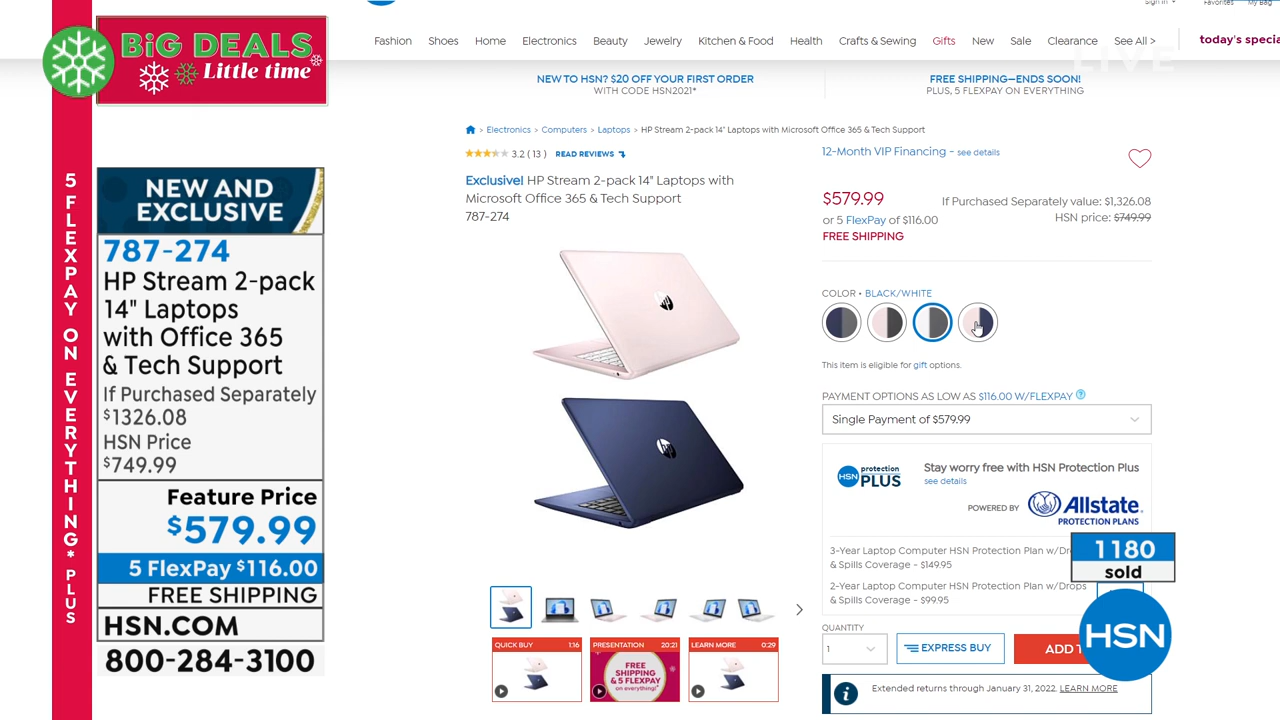 BiG DEALS
Little time
5 FLEXPAY ON EVERYTHING* PLUS
NEW AND
EXCLUSIVE
787-274
HP Stream 2-pack
14" Laptops
with Office 365
& Tech Support
If Purchased Separately
$1326.08
HSN Price
$749.99
Feature Price
$579.99
5 FlexPay $116.00
FREE SHIPPING
HSN.COM
800-284-3100
Sign in
Favorites
My Bag
Fashion Shoes Home Electronics Beauty Jewelry Kitchen & Food Health Crafts & Sewing Gifts New Sale Clearance See All >
today's specia
LIVE
NEW TO HSN? $20 OFF YOUR FIRST ORDER
WITH CODE HSN2021*
FREE SHIPPING—ENDS SOON!
PLUS, 5 FLEXPAY ON EVERYTHING
> Electronics > Computers > Laptops > HP Stream 2-pack 14" Laptops with Microsoft Office 365 & Tech Support
3.2 ( 13 ) READ REVIEWS
Exclusive! HP Stream 2-pack 14" Laptops with
Microsoft Office 365 & Tech Support
787-274
hp
hp
QUICK BUY 1:16
PRESENTATION 20:21
FREE
SHIPPING
& 5 FLEXPAY
on everything!*
LEARN MORE 0:29
12-Month VIP Financing - see details
$579.99
If Purchased Separately value: $1,326.08
or 5 FlexPay of $116.00
HSN price: $749.99
FREE SHIPPING
COLOR • BLACK/WHITE
This item is eligible for gift options.
PAYMENT OPTIONS AS LOW AS $116.00 W/FLEXPAY ?
Single Payment of $579.99
HSN protection PLUS
Stay worry free with HSN Protection Plus
see details
POWERED BY Allstate.
PROTECTION PLANS
3-Year Laptop Computer HSN Protection Plan w/Dro
& Spills Coverage - $149.95
2-Year Laptop Computer HSN Protection Plan w/Drops
& Spills Coverage - $99.95
1180
sold
HSN
QUANTITY
1
EXPRESS BUY
ADD T
Extended returns through January 31, 2022. LEARN MORE